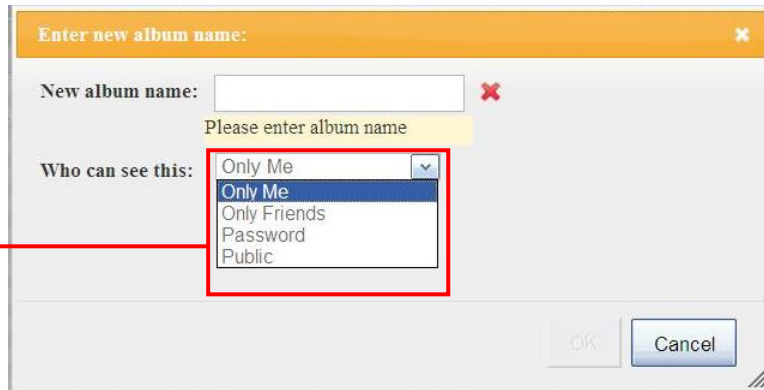 Enter new album name:
New album name:
Please enter album name
Who can see this: Only Me
Only Me
Only Friends
Password
Public
OK Cancel